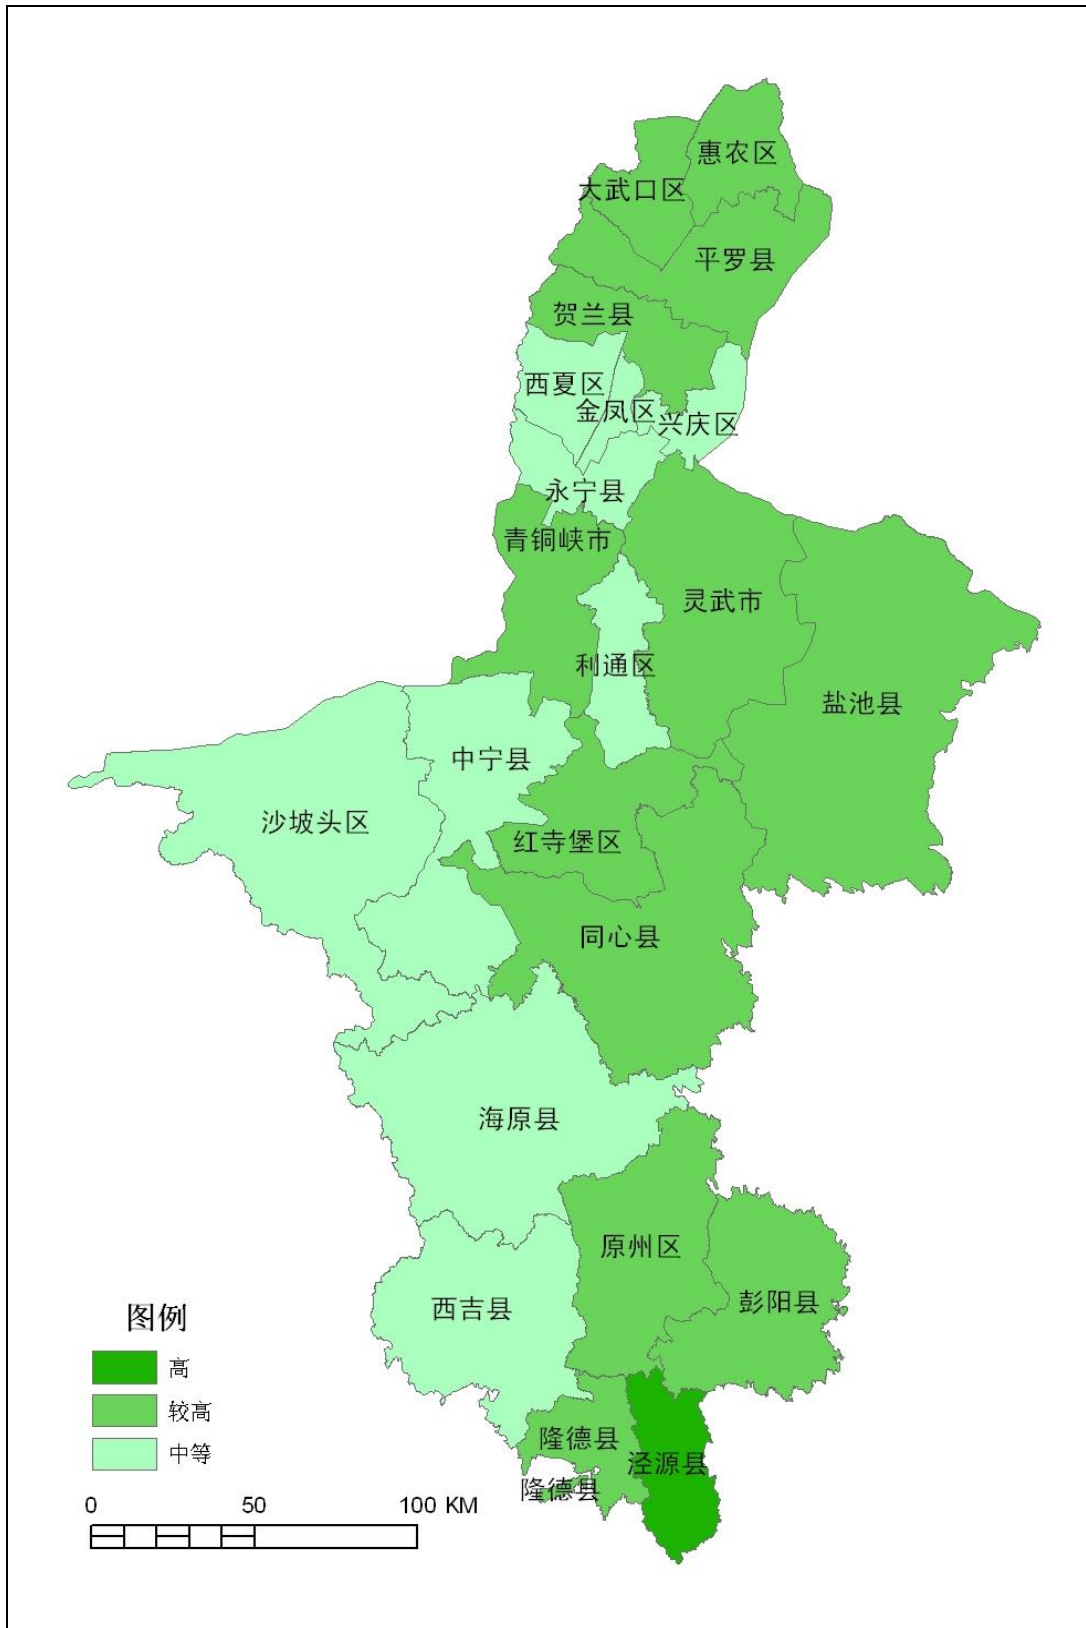 惠农区
大武口区
平罗县
贺兰县
西夏区
金凤区
兴庆区
永宁县
青铜峡市
灵武市
利通区
盐池县
中宁县
沙坡头区
红寺堡区
同心县
海原县
原州区
彭阳县
西吉县
图例
高
较高
中等
隆德县
泾源县
隆德县
0 50 100 KM